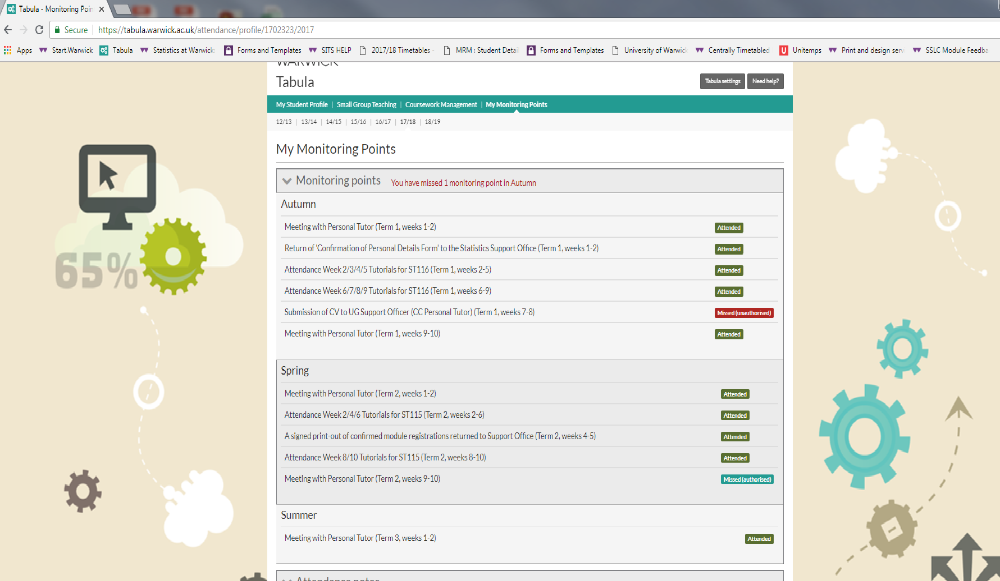 Tabula - Monitoring Poin
Secure https://tabula.warwick.ac.uk/attendance/profile/1702323/2017
Apps Start.Warwick Tabula Statistics at Warwick: Forms and Templates SITS HELP 2017/18 Timetables - MRM : Student Detai Forms and Templates University of Warwick Centrally Timetabled Unitemps Print and design servi SSLC Module Feedba
WARWICK
Tabula
Tabula settings Need help?
My Student Profile | Small Group Teaching | Coursework Management | My Monitoring Points
12/13 | 13/14 | 14/15 | 15/16 | 16/17 | 17/18 | 18/19
My Monitoring Points
Monitoring points You have missed 1 monitoring point in Autumn
Autumn
Meeting with Personal Tutor (Term 1, weeks 1-2) Attended
Return of 'Confirmation of Personal Details Form' to the Statistics Support Office (Term 1, weeks 1-2) Attended
Attendance Week 2/3/4/5 Tutorials for ST116 (Term 1, weeks 2-5) Attended
Attendance Week 6/7/8/9 Tutorials for ST116 (Term 1, weeks 6-9) Attended
Submission of CV to UG Support Officer (CC Personal Tutor) (Term 1, weeks 7-8) Missed (unauthorised)
Meeting with Personal Tutor (Term 1, weeks 9-10) Attended
Spring
Meeting with Personal Tutor (Term 2, weeks 1-2) Attended
Attendance Week 2/4/6 Tutorials for ST115 (Term 2, weeks 2-6) Attended
A signed print-out of confirmed module registrations returned to Support Office (Term 2, weeks 4-5) Attended
Attendance Week 8/10 Tutorials for ST115 (Term 2, weeks 8-10) Attended
Meeting with Personal Tutor (Term 2, weeks 9-10) Missed (authorised)
Summer
Meeting with Personal Tutor (Term 3, weeks 1-2) Attended
Attendance notes
65%